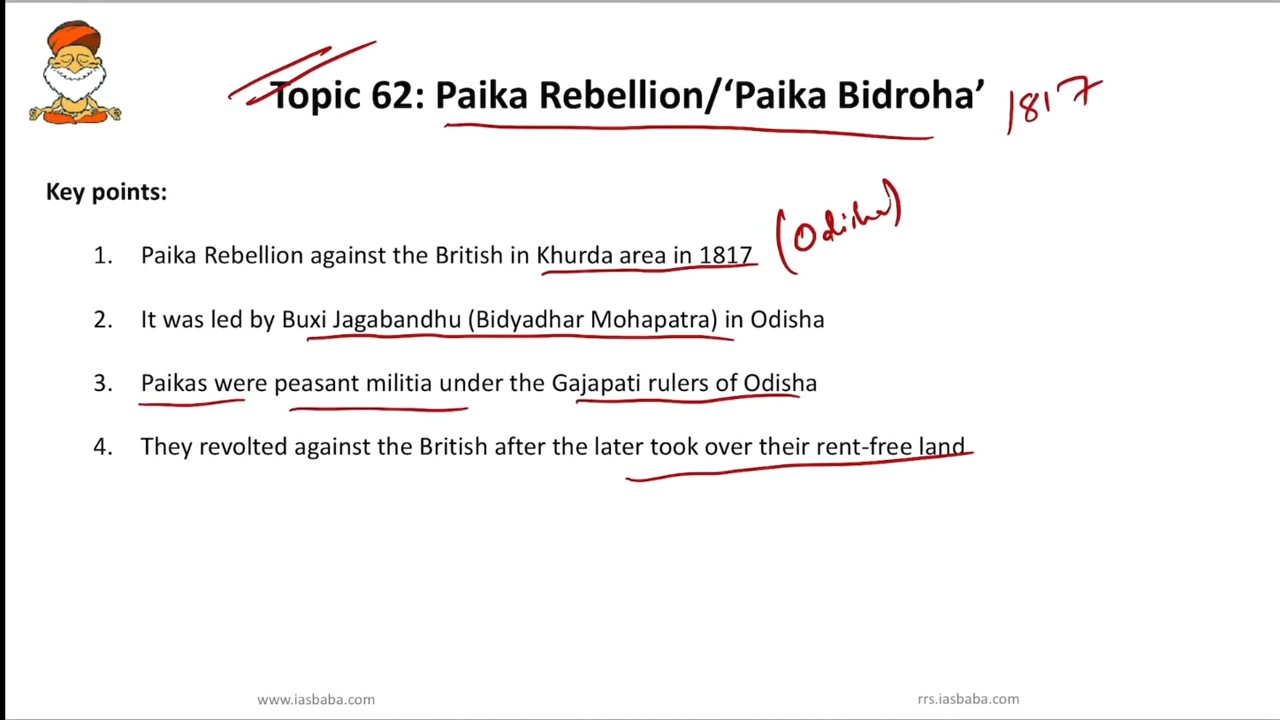 Topic 62: Paika Rebellion/‘Paika Bidroha’ 1817
Key points:
(Odisha)
1. Paika Rebellion against the British in Khurda area in 1817
2. It was led by Buxi Jagabandhu (Bidyadhar Mohapatra) in Odisha
3. Paikas were peasant militia under the Gajapati rulers of Odisha
4. They revolted against the British after the later took over their rent-free land
www.iasbaba.com
rrs.iasbaba.com